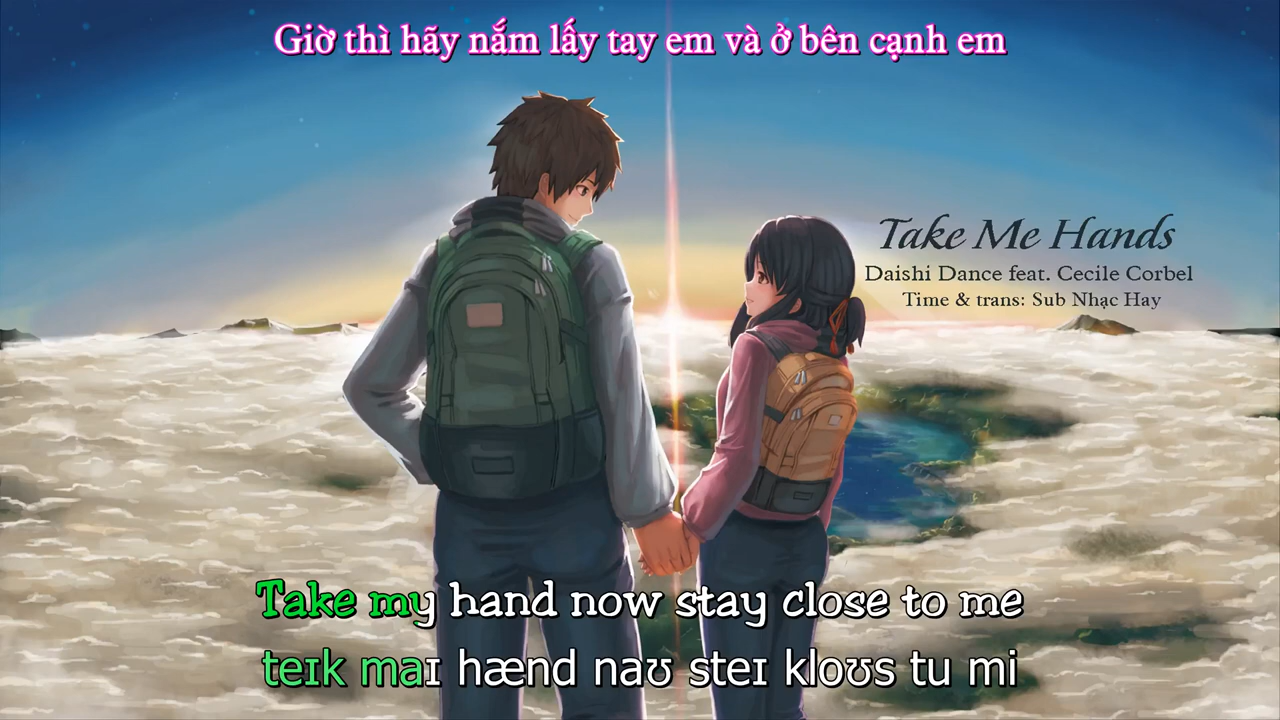 Giờ thì hãy nắm lấy tay em và ở bên cạnh em
Take Me Hands
Daishi Dance feat. Cecile Corbel
Time & trans: Sub Nhạc Hay
Take my hand now stay close to me
teɪk maɪ hænd naʊ steɪ kloʊs tu mi